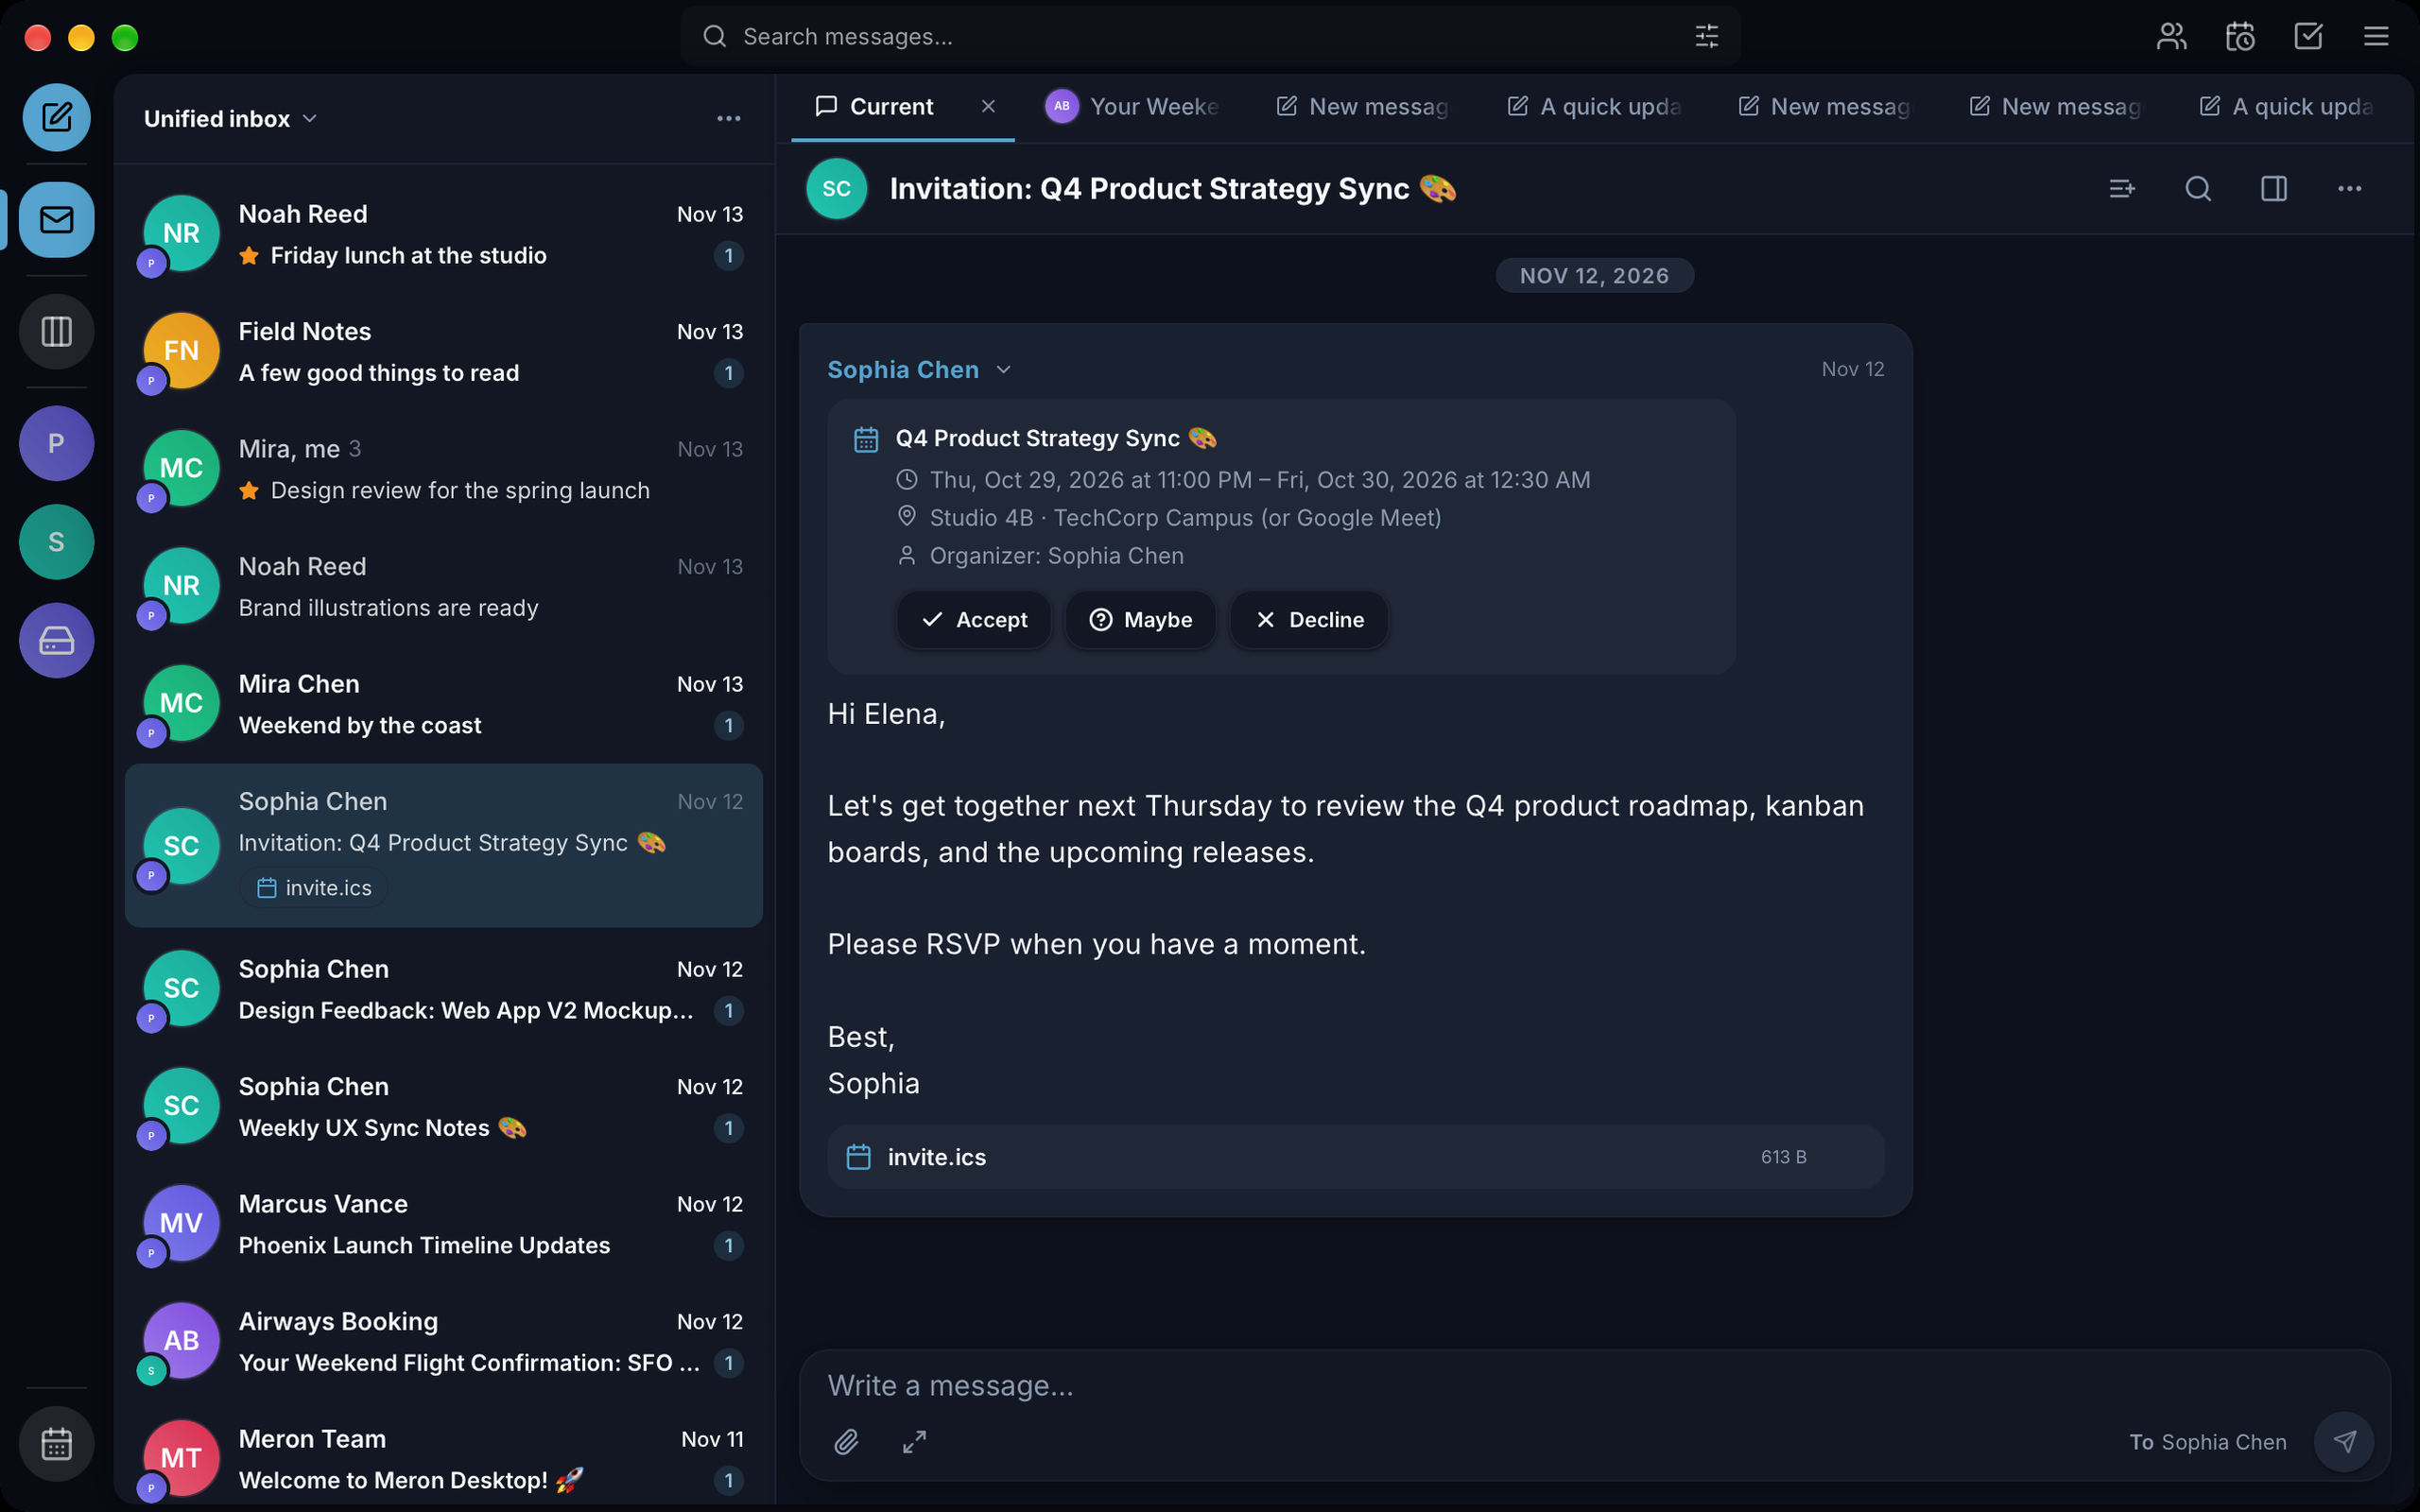 Search messages...
Unified inbox
P
S
NR
P
Noah Reed
Nov 13
Friday lunch at the studio
1
FN
P
Field Notes
Nov 13
A few good things to read
1
MC
P
Mira, me 3
Nov 13
Design review for the spring launch
NR
P
Noah Reed
Nov 13
Brand illustrations are ready
MC
P
Mira Chen
Nov 13
Weekend by the coast
1
SC
P
Sophia Chen
Nov 12
Invitation: Q4 Product Strategy Sync 🎨
invite.ics
SC
P
Sophia Chen
Nov 12
Design Feedback: Web App V2 Mockup...
1
SC
P
Sophia Chen
Nov 12
Weekly UX Sync Notes 🎨
1
MV
P
Marcus Vance
Nov 12
Phoenix Launch Timeline Updates
1
AB
S
Airways Booking
Nov 12
Your Weekend Flight Confirmation: SFO ...
1
MT
P
Meron Team
Nov 11
Welcome to Meron Desktop! 🚀
1
Current
AB
Your Weeke
New messag
A quick upda
New messag
New messag
A quick upda
SC
Invitation: Q4 Product Strategy Sync 🎨
NOV 12, 2026
Sophia Chen
Nov 12
Q4 Product Strategy Sync 🎨
Thu, Oct 29, 2026 at 11:00 PM – Fri, Oct 30, 2026 at 12:30 AM
Studio 4B · TechCorp Campus (or Google Meet)
Organizer: Sophia Chen
Accept
Maybe
Decline
Hi Elena,
Let's get together next Thursday to review the Q4 product roadmap, kanban
boards, and the upcoming releases.
Please RSVP when you have a moment.
Best,
Sophia
invite.ics
613 B
Write a message...
To Sophia Chen